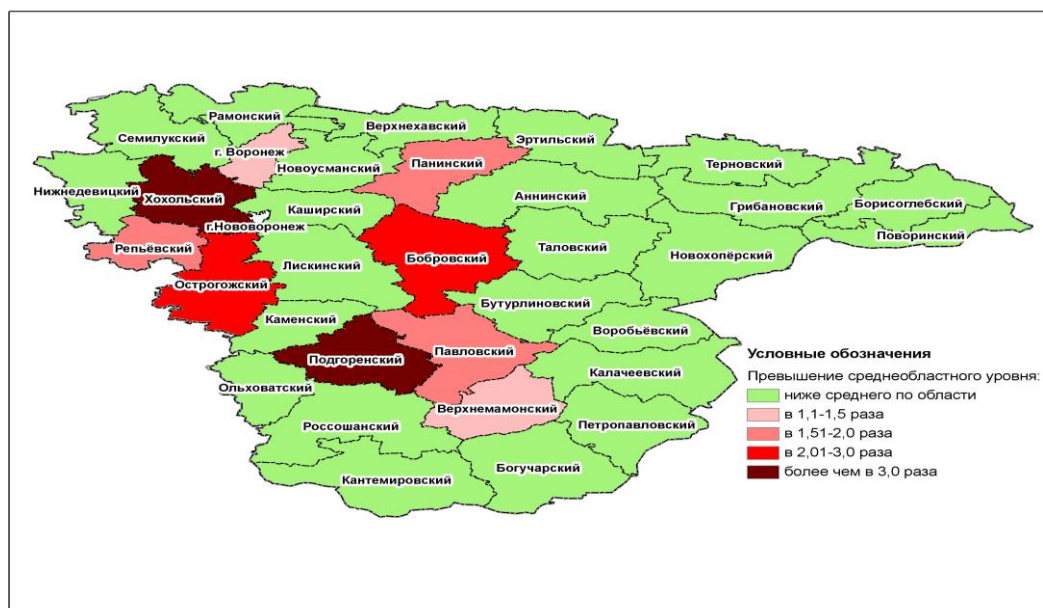 Рамонский
Верхнехавский
Семилукский
Эртильский
г. Воронеж
Панинский
Терновский
Новоусманский
Нижнедевицкий
Хохольский
Аннинский
Грибановский
Борисоглебский
Каширский
г.Нововоронеж
Поворинский
Репьёвский
Таловский
Новохопёрский
Бобровский
Лискинский
Острогожский
Бутурлиновский
Каменский
Воробьёвский
Павловский
Подгоренский
Калачеевский
Ольховатский
Верхнемамонский
Россошанский
Петропавловский
Богучарский
Кантемировский
Условные обозначения
Превышение среднеобластного уровня:
ниже среднего по области
в 1,1-1,5 раза
в 1,51-2,0 раза
в 2,01-3,0 раза
более чем в 3,0 раза